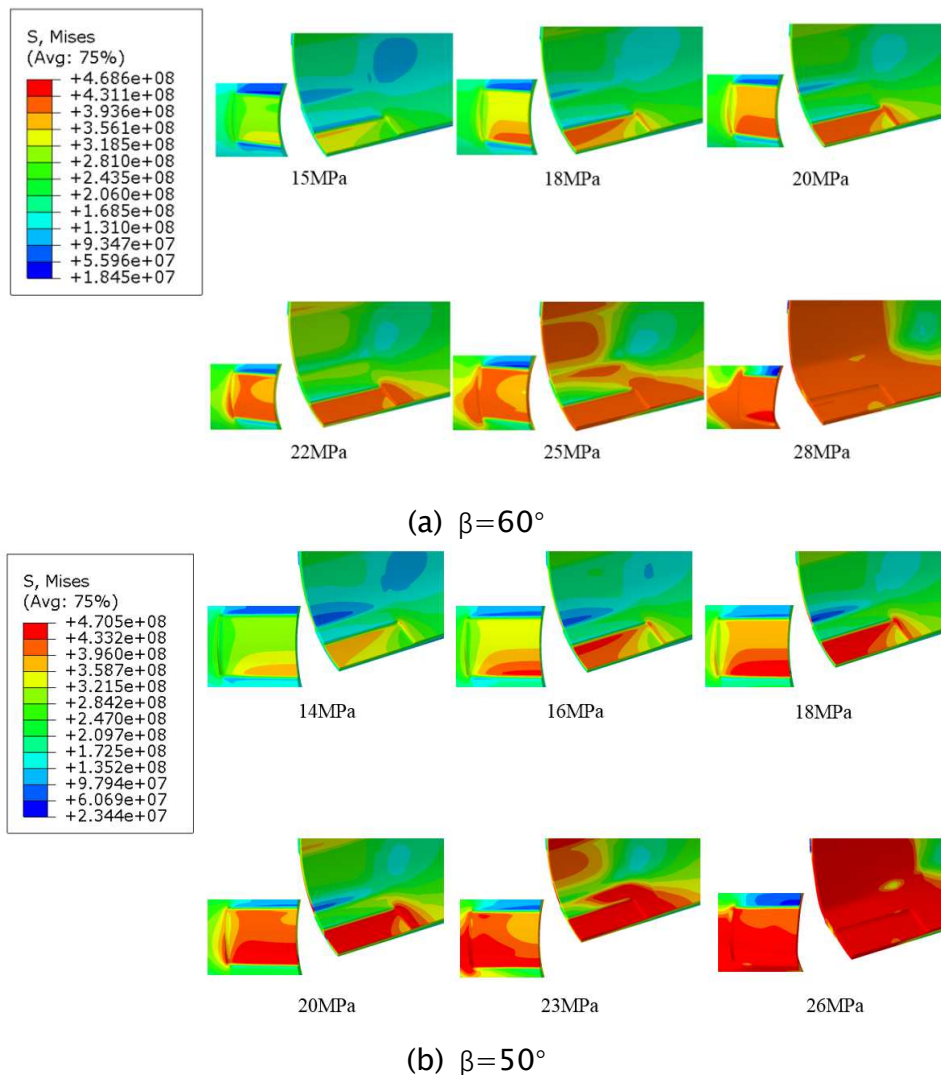 S, Mises
(Avg: 75%)
+4.686e+08
+4.311e+08
+3.936e+08
+3.561e+08
+3.185e+08
+2.810e+08
+2.435e+08
+2.060e+08
+1.685e+08
+1.310e+08
+9.347e+07
+5.596e+07
+1.845e+07
15MPa
18MPa
20MPa
22MPa
25MPa
28MPa
(a) β=60°
S, Mises
(Avg: 75%)
+4.705e+08
+4.332e+08
+3.960e+08
+3.587e+08
+3.215e+08
+2.842e+08
+2.470e+08
+2.097e+08
+1.725e+08
+1.352e+08
+9.794e+07
+6.069e+07
+2.344e+07
14MPa
16MPa
18MPa
20MPa
23MPa
26MPa
(b) β=50°